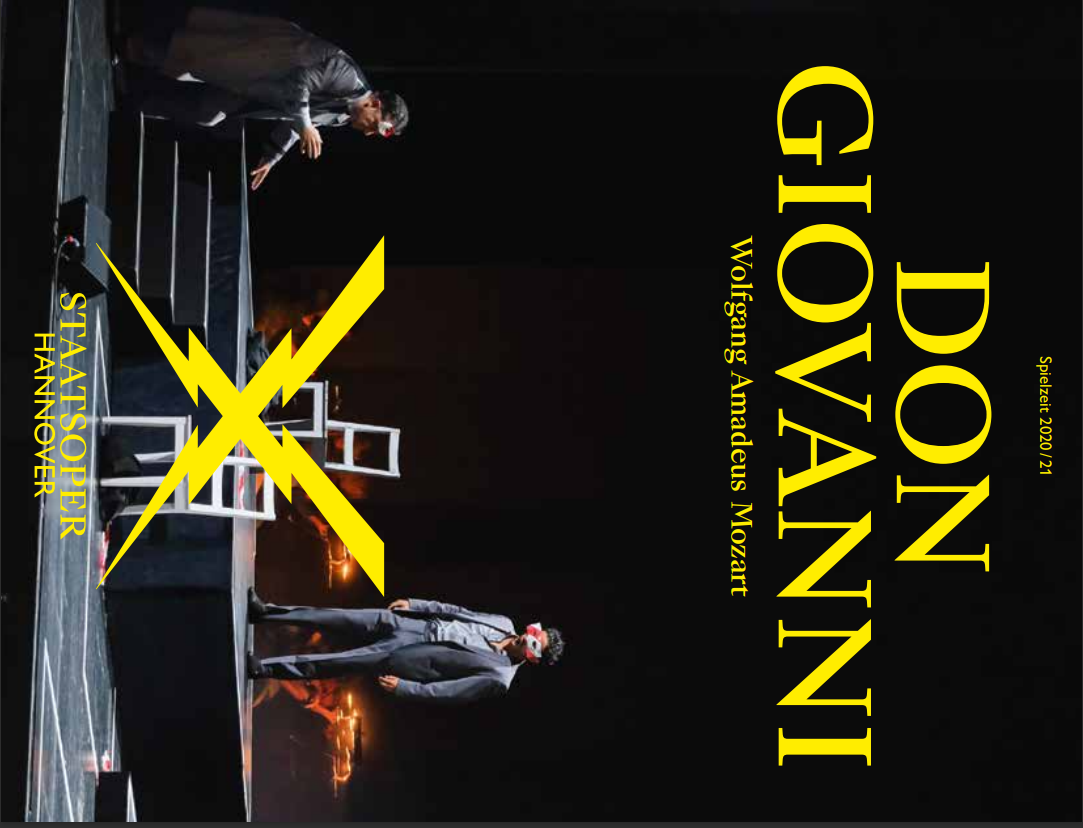 Spielzeit 2020/21
DON
GIOVANNI
Wolfgang Amadeus Mozart
STAATSOPER
HANNOVER